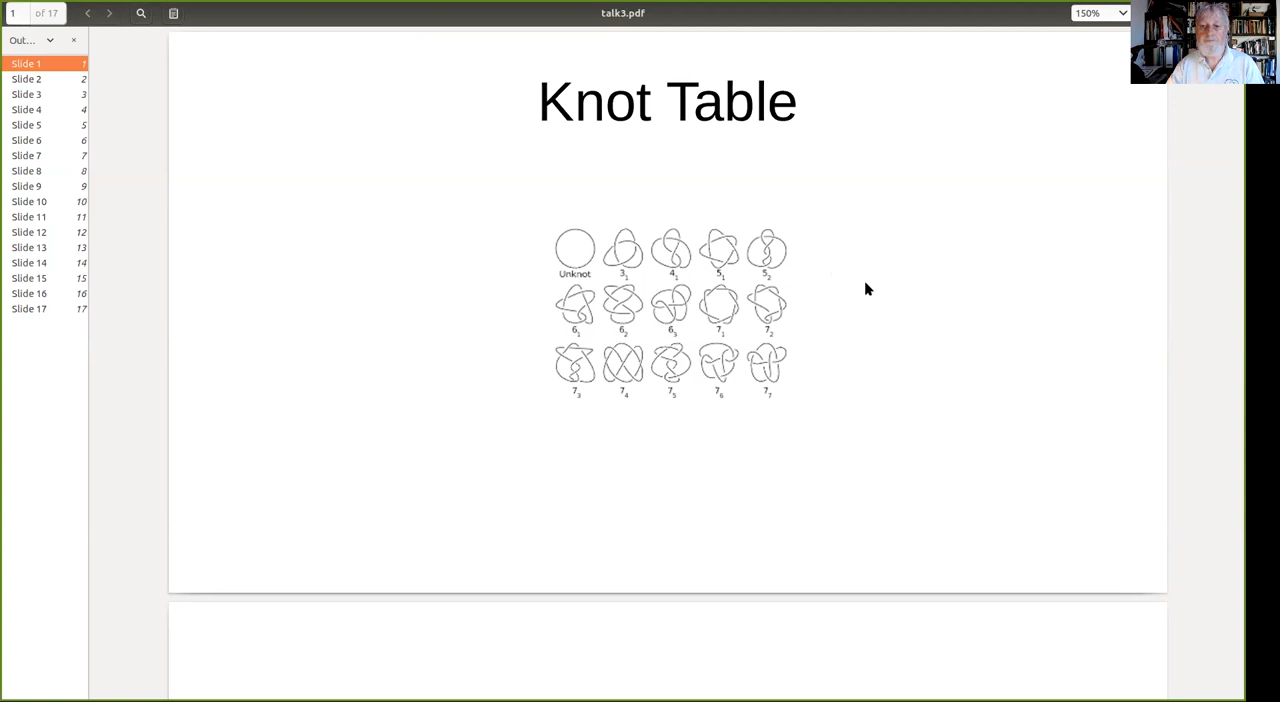 1 of 17
talk3.pdf
150%
Out...
Slide 1 1
Slide 2 2
Slide 3 3
Slide 4 4
Slide 5 5
Slide 6 6
Slide 7 7
Slide 8 8
Slide 9 9
Slide 10 10
Slide 11 11
Slide 12 12
Slide 13 13
Slide 14 14
Slide 15 15
Slide 16 16
Slide 17 17
Knot Table
Unknot 3₁ 4₁ 5₁ 5₂
6₁ 6₂ 6₃ 7₁ 7₂
7₃ 7₄ 7₅ 7₆ 7₇